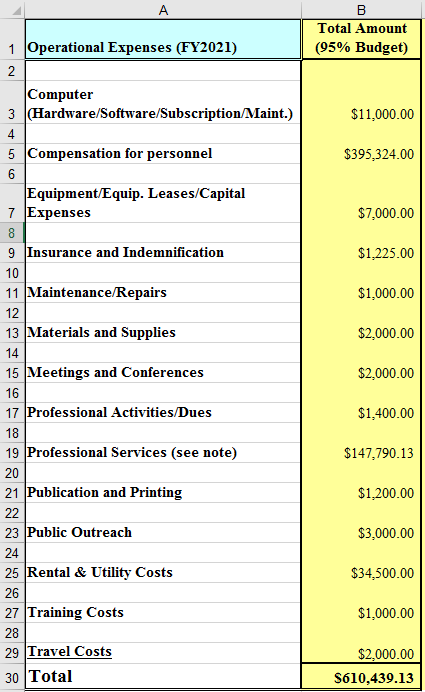 A B
1 Operational Expenses (FY2021) Total Amount
(95% Budget)
2
Computer
3 (Hardware/Software/Subscription/Maint.) $11,000.00
4
5 Compensation for personnel $395,324.00
6
Equipment/Equip. Leases/Capital
7 Expenses $7,000.00
8
9 Insurance and Indemnification $1,225.00
10
11 Maintenance/Repairs $1,000.00
12
13 Materials and Supplies $2,000.00
14
15 Meetings and Conferences $2,000.00
16
17 Professional Activities/Dues $1,400.00
18
19 Professional Services (see note) $147,790.13
20
21 Publication and Printing $1,200.00
22
23 Public Outreach $3,000.00
24
25 Rental & Utility Costs $34,500.00
26
27 Training Costs $1,000.00
28
29 Travel Costs $2,000.00
30 Total $610,439.13